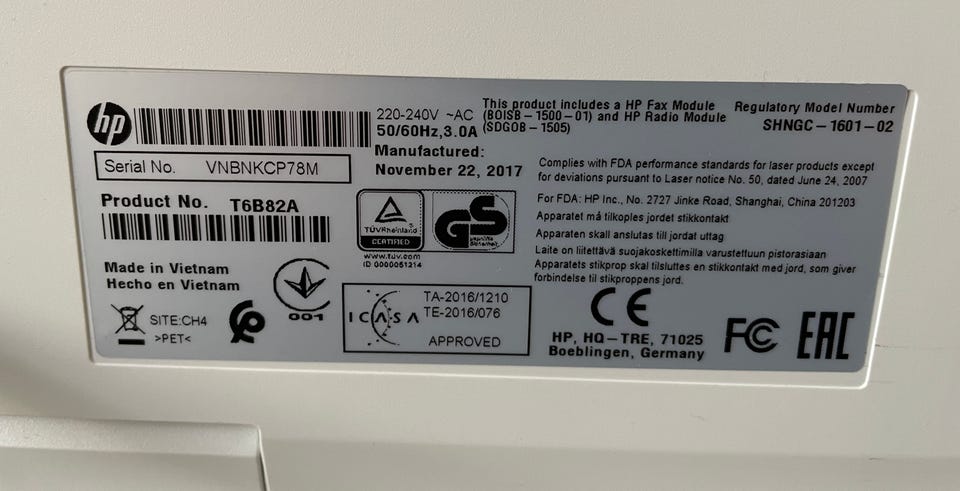 hp
Serial No. VNBNKCP78M
Product No. T6B82A
Made in Vietnam
Hecho en Vietnam
SITE:CH4
>PET<
001
220-240V ~AC
50/60Hz,3.0A
Manufactured:
November 22, 2017
This product includes a HP Fax Module
(BOISB-1500-01) and HP Radio Module
(SDGOB-1505)
Regulatory Model Number
SHNGC-1601-02
TÜVRheinland
CERTIFIED
www.tuv.com
ID 0000051214
GS
geprüfte
Sicherheit
ICASA
TA-2016/1210
TE-2016/076
APPROVED
Complies with FDA performance standards for laser products except
for deviations pursuant to Laser notice No. 50, dated June 24, 2007
For FDA: HP Inc., No. 2727 Jinke Road, Shanghai, China 201203
Apparatet må tilkoples jordet stikkontakt
Apparaten skall anslutas till jordat uttag
Laite on liitettävä suojakoskettimilla varustettuun pistorasiaan
Apparatets stikprop skal tilsluttes en stikkontakt med jord, som giver
forbindelse til stikproppens jord.
CE
HP, HQ-TRE, 71025
Boeblingen, Germany
FC
EAC